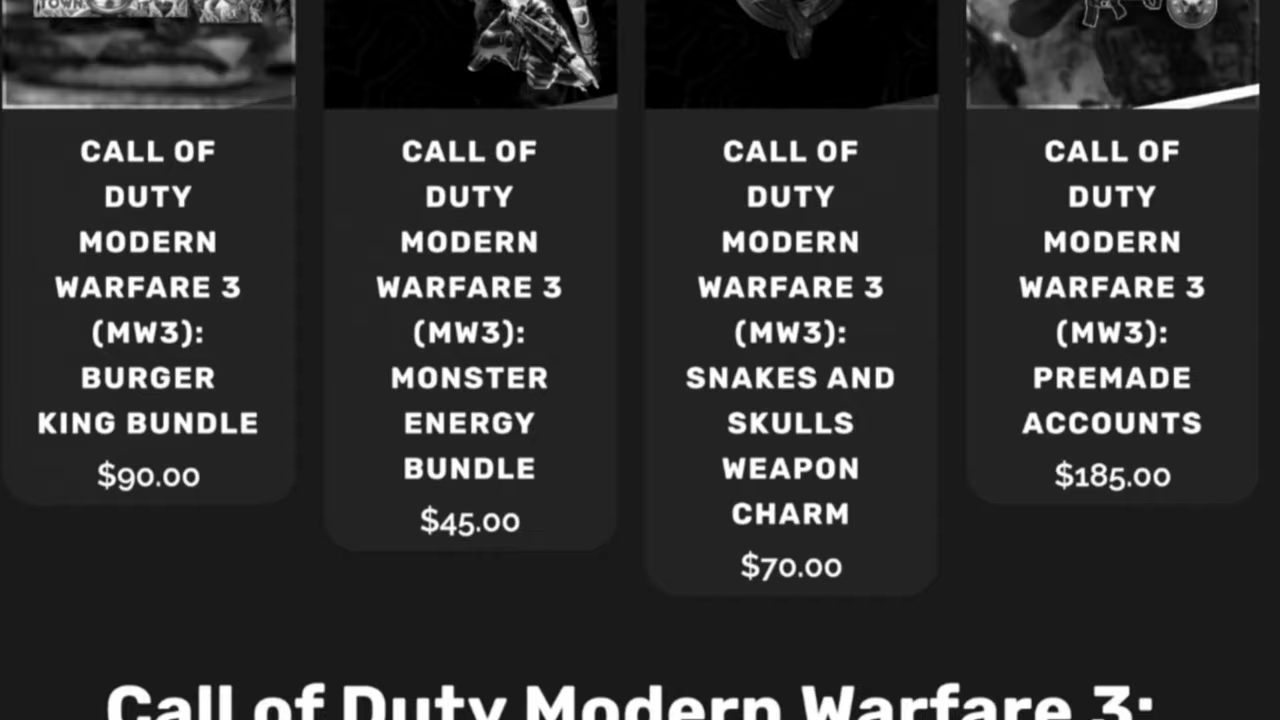 TOWN
CALL OF
DUTY
MODERN
WARFARE 3
(MW3):
BURGER
KING BUNDLE
$90.00
CALL OF
DUTY
MODERN
WARFARE 3
(MW3):
MONSTER
ENERGY
BUNDLE
$45.00
CALL OF
DUTY
MODERN
WARFARE 3
(MW3):
SNAKES AND
SKULLS
WEAPON
CHARM
$70.00
CALL OF
DUTY
MODERN
WARFARE 3
(MW3):
PREMADE
ACCOUNTS
$185.00
Call of Duty Modern Warfare 3: